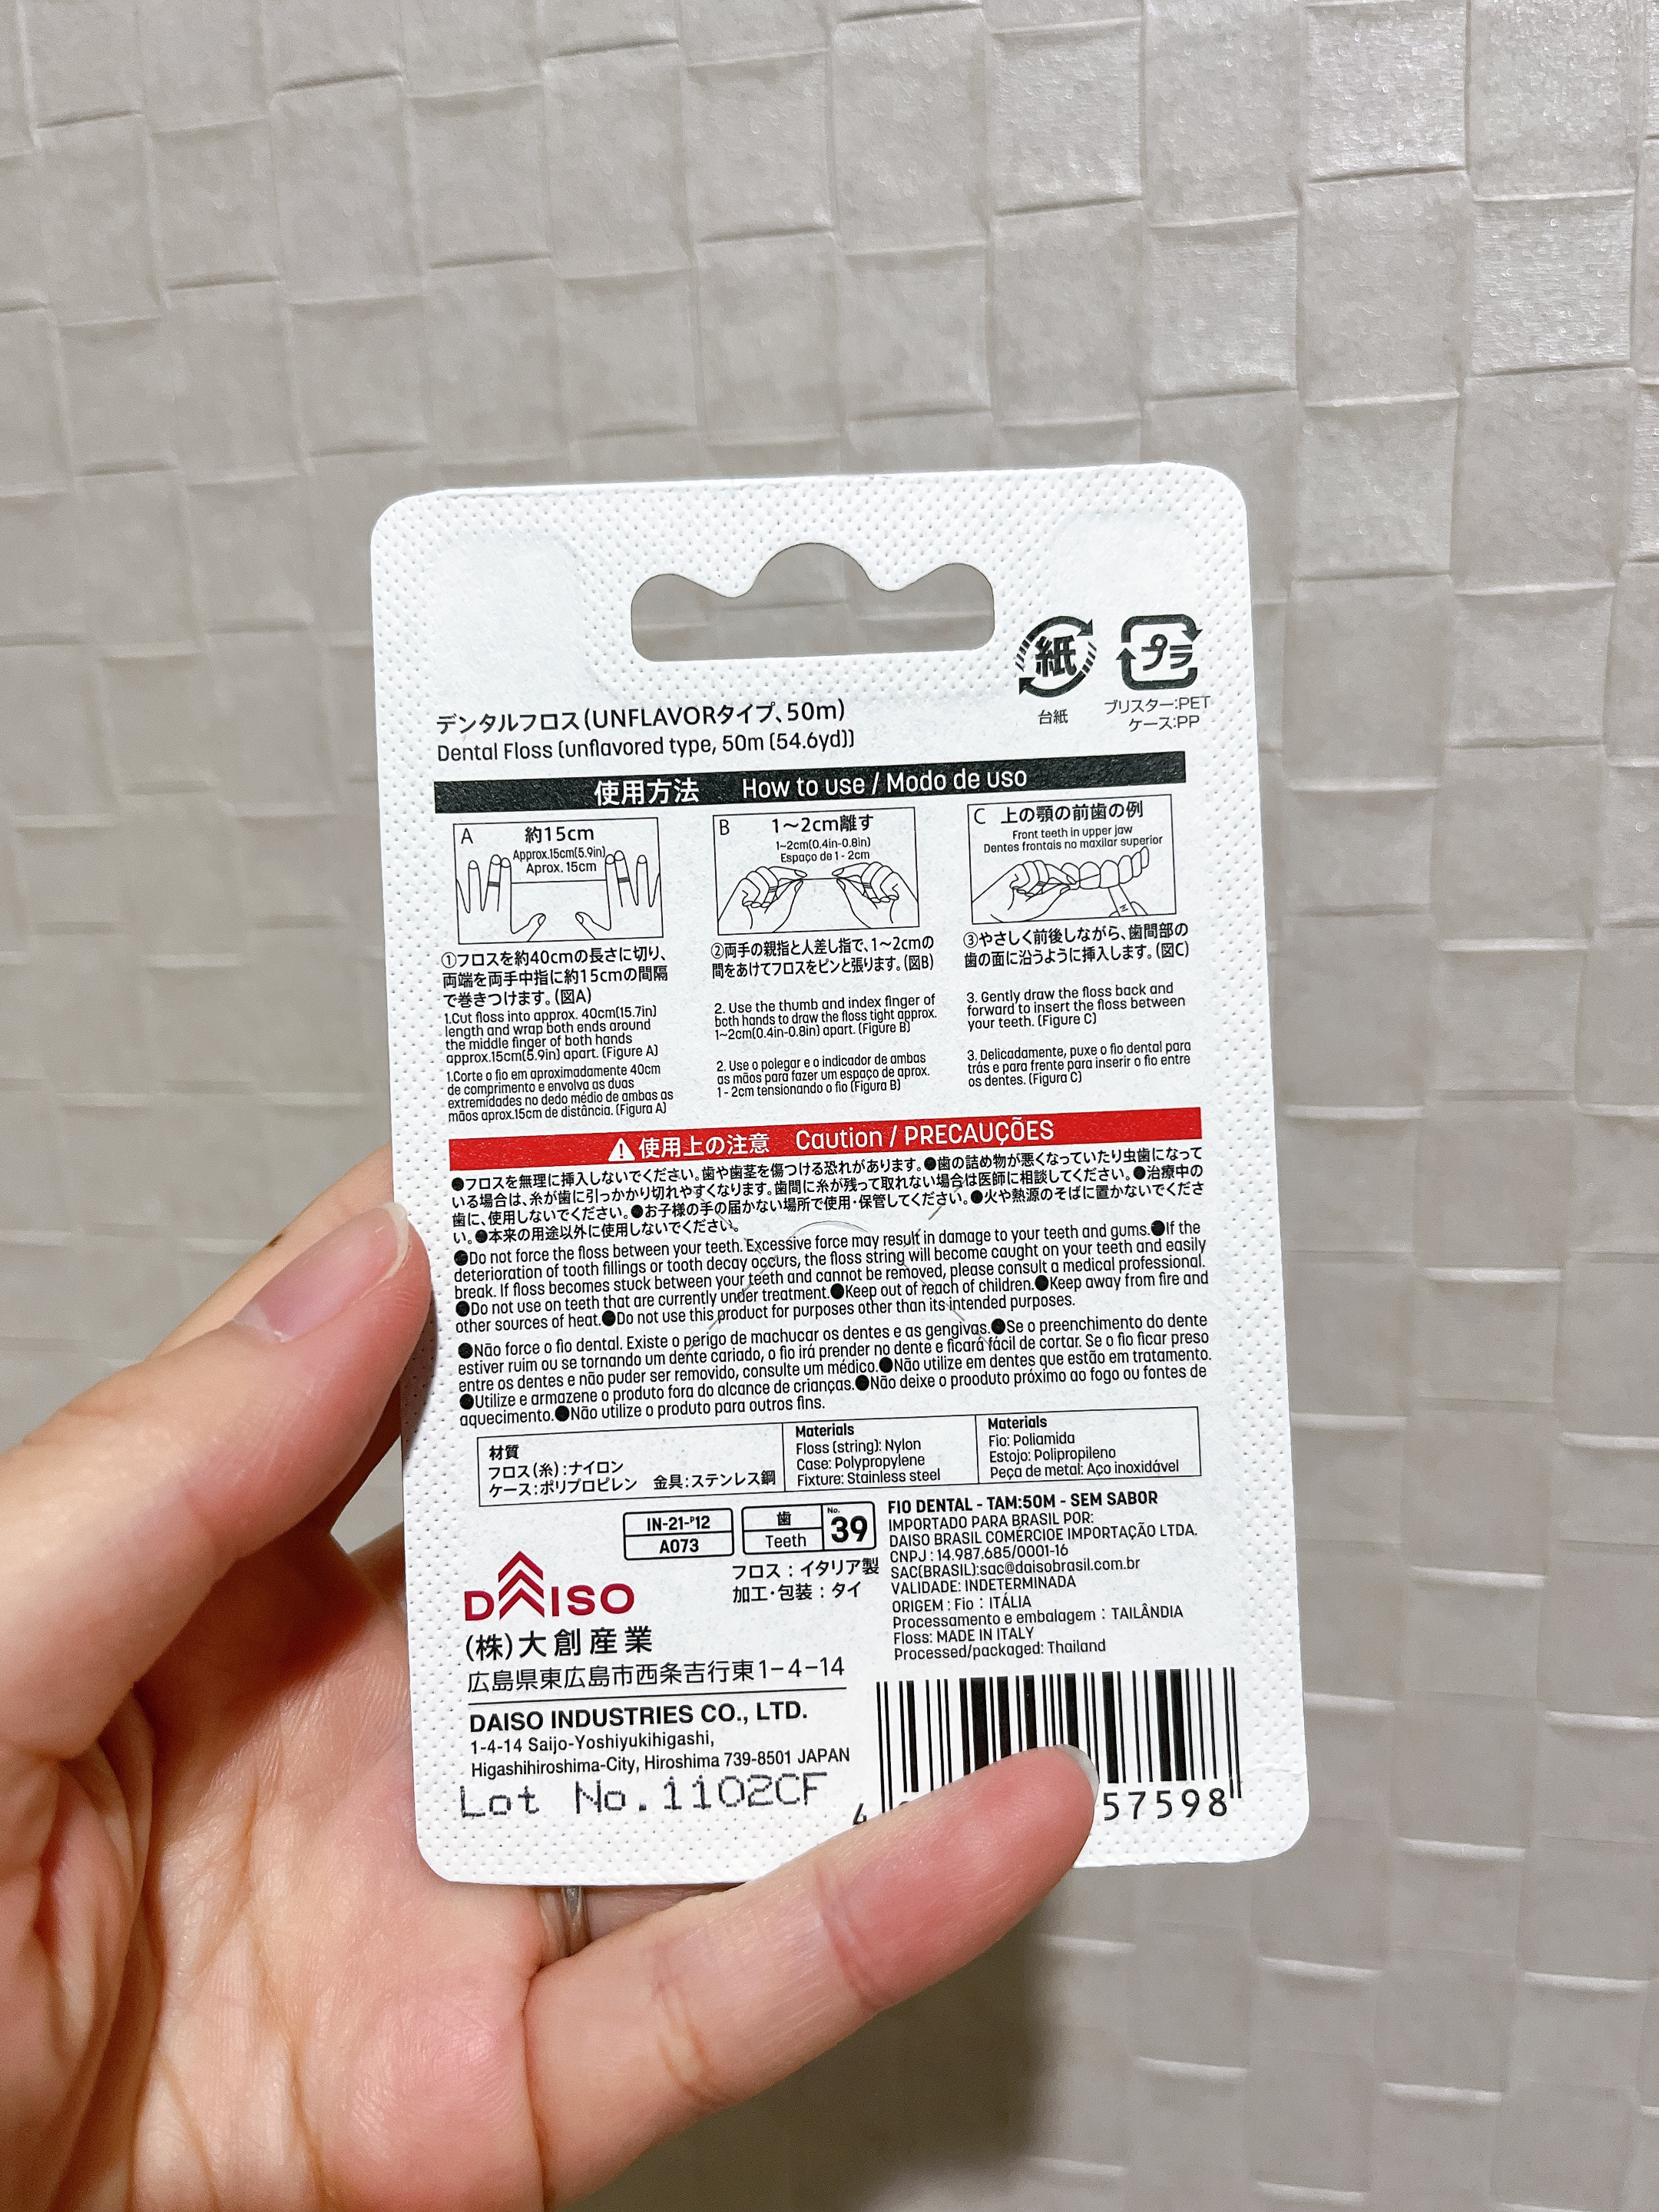 紙
プラ
台紙
ブリスター:PET
ケース:PP
デンタルフロス(UNFLAVORタイプ、50m)
Dental Floss (unflavored type, 50m (54.6yd))
使用方法 How to use / Modo de uso
A 約15cm
Approx.15cm(5.9in)
Aprox. 15cm
①フロスを約40cmの長さに切り、
両端を両手中指に約15cmの間隔
で巻きつけます。(図A)
1.Cut floss into approx. 40cm(15.7in)
length and wrap both ends around
the middle finger of both hands
approx.15cm(5.9in) apart. (Figure A)
1.Corte o fio em aproximadamente 40cm
de comprimento e envolva as duas
extremidades no dedo médio de ambas as
mãos aprox.15cm de distância. (Figura A)
B 1～2cm離す
1~2cm(0.4in-0.8in)
Espaço de 1 - 2cm
②両手の親指と人差し指で、1～2cmの
間をあけてフロスをピンと張ります。(図B)
2. Use the thumb and index finger of
both hands to draw the floss tight approx.
1~2cm(0.4in-0.8in) apart. (Figure B)
2. Use o polegar e o indicador de ambas
as mãos para fazer um espaço de aprox.
1 - 2cm tensionando o fio (Figura B)
C 上の顎の前歯の例
Front teeth in upper jaw
Dentes frontais no maxilar superior
③やさしく前後しながら、歯間部の
歯の面に沿うように挿入します。(図C)
3. Gently draw the floss back and
forward to insert the floss between
your teeth. (Figure C)
3. Delicadamente, puxe o fio dental para
trás e para frente para inserir o fio entre
os dentes. (Figura C)
使用上の注意 Caution / PRECAUÇÕES
●フロスを無理に挿入しないでください。歯や歯茎を傷つける恐れがあります。●歯の詰め物が悪くなっていたり虫歯になって
いる場合は、糸が歯に引っかかり切れやすくなります。歯間に糸が残って取れない場合は医師に相談してください。●治療中の
歯に、使用しないでください。●お子様の手の届かない場所で使用・保管してください。●火や熱源のそばに置かないでくださ
い。●本来の用途以外に使用しないでください。
●Do not force the floss between your teeth. Excessive force may result in damage to your teeth and gums.●If the
deterioration of tooth fillings or tooth decay occurs, the floss string will become caught on your teeth and easily
break. If floss becomes stuck between your teeth and cannot be removed, please consult a medical professional.
●Do not use on teeth that are currently under treatment.●Keep out of reach of children.●Keep away from fire and
other sources of heat.●Do not use this product for purposes other than its intended purposes.
●Não force o fio dental. Existe o perigo de machucar os dentes e as gengivas.●Se o preenchimento do dente
estiver ruim ou se tornando um dente cariado, o fio irá prender no dente e ficará fácil de cortar. Se o fio ficar preso
entre os dentes e não puder ser removido, consulte um médico.●Não utilize em dentes que estão em tratamento.
●Utilize e armazene o produto fora do alcance de crianças.●Não deixe o prooduto próximo ao fogo ou fontes de
aquecimento.●Não utilize o produto para outros fins.
材質
フロス(糸):ナイロン
ケース:ポリプロピレン 金具:ステンレス鋼
Materials
Floss (string): Nylon
Case: Polypropylene
Fixture: Stainless steel
Materials
Fio: Poliamida
Estojo: Polipropileno
Peça de metal: Aço inoxidável
IN-21-P12
A073
歯
Teeth
No.
39
フロス：イタリア製
加工・包装：タイ
FIO DENTAL - TAM:50M - SEM SABOR
IMPORTADO PARA BRASIL POR:
DAISO BRASIL COMÉRCIOE IMPORTAÇÃO LTDA.
CNPJ : 14.987.685/0001-16
SAC(BRASIL):sac@daisobrasil.com.br
VALIDADE: INDETERMINADA
ORIGEM : Fio : ITÁLIA
Processamento e embalagem : TAILÂNDIA
Floss: MADE IN ITALY
Processed/packaged: Thailand
DAISO
(株)大創産業
広島県東広島市西条吉行東1-4-14
DAISO INDUSTRIES CO., LTD.
1-4-14 Saijo-Yoshiyukihigashi,
Higashihiroshima-City, Hiroshima 739-8501 JAPAN
Lot No.1102CF
4
57598